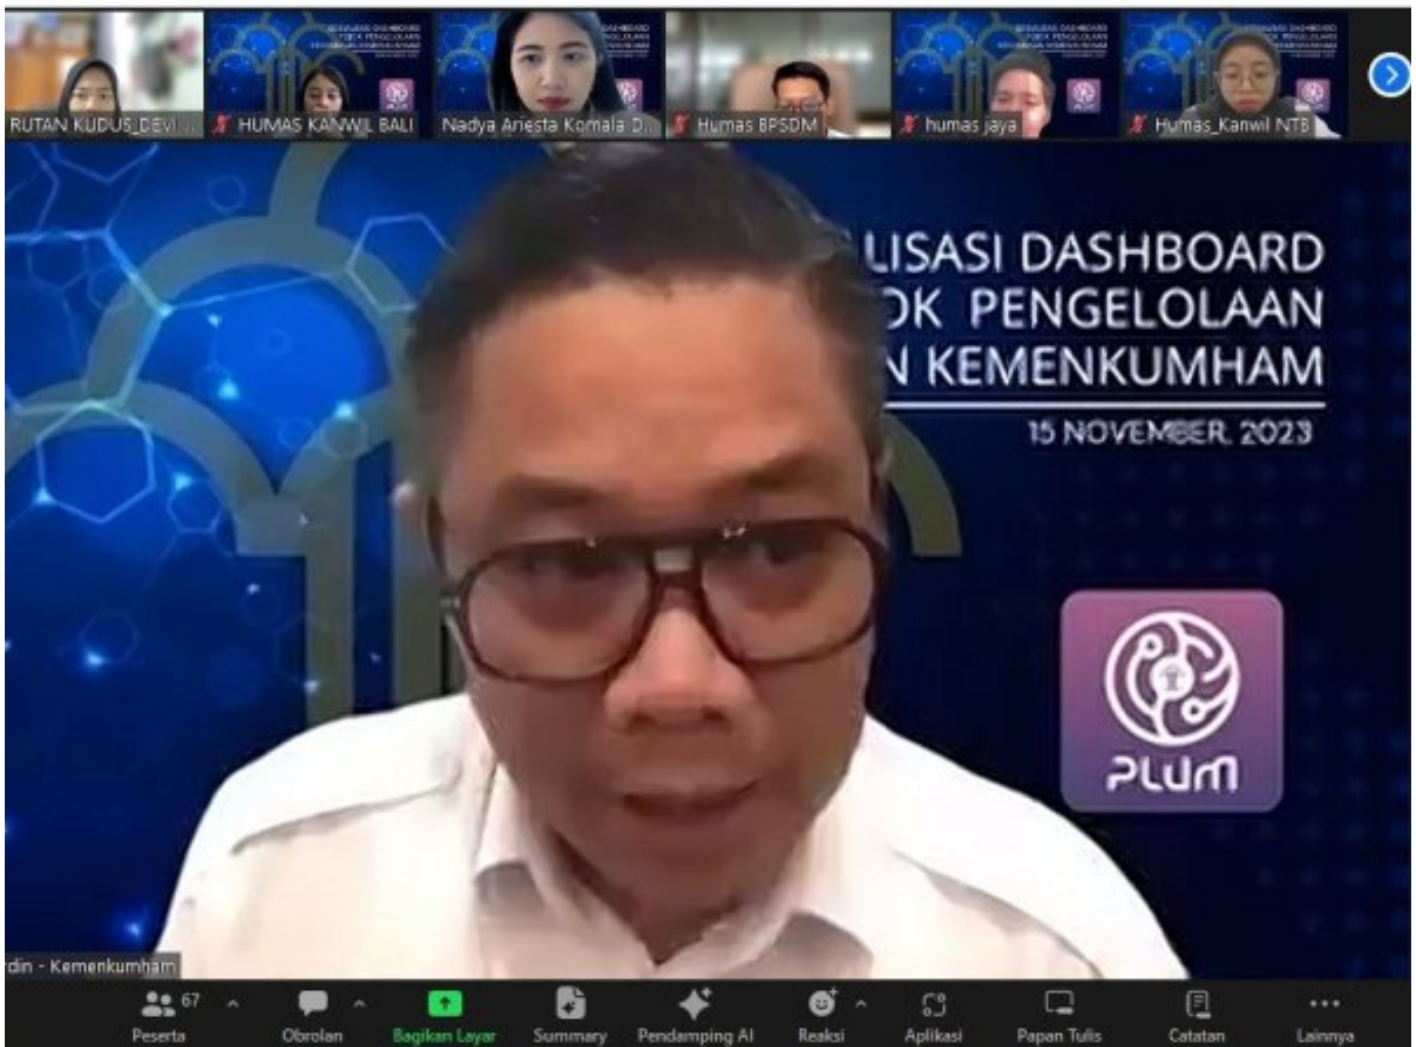 RUTAN KUDUS_DEVI ...
HUMAS KANWIL BALI
Nadya Ariesta Komala D...
Humas BPSDM
humas jaya
Humas_Kanwil NTB
LISASI DASHBOARD
OK PENGELOLAAN
N KEMENKUMHAM
15 NOVEMBER 2023
PLUM
rdin - Kemenkumham
67
Peserta
Obrolan
Bagikan Layar
Summary
Pendamping AI
Reaksi
Aplikasi
Papan Tulis
Catatan
Lainnya